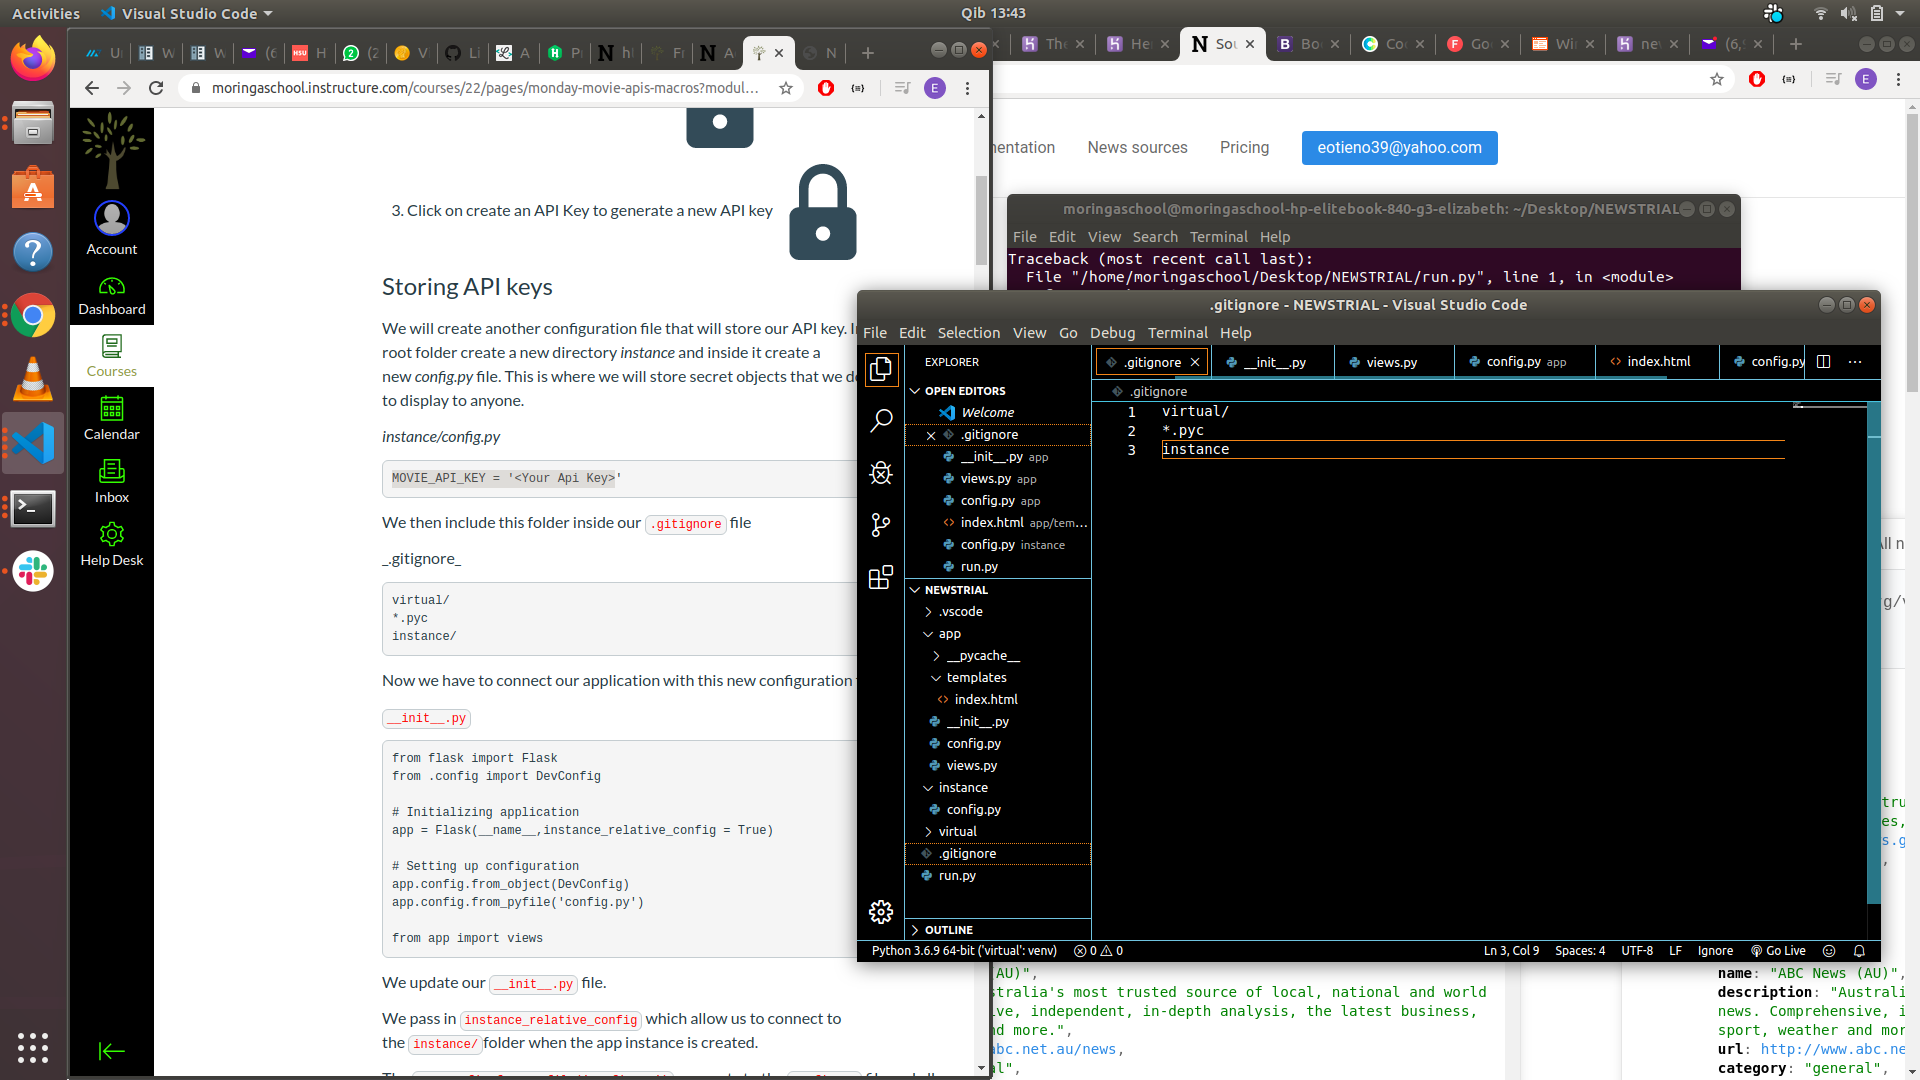 Activities
Visual Studio Code
Qib 13:43
moringaschool.instructure.com/courses/22/pages/monday-movie-apis-macros?modul...
E
E
Account
Dashboard
Courses
Calendar
Inbox
Help Desk
3. Click on create an API Key to generate a new API key
Storing API keys
We will create another configuration file that will store our API key. I
root folder create a new directory instance and inside it create a
new config.py file. This is where we will store secret objects that we d
to display to anyone.
instance/config.py
MOVIE_API_KEY = '<Your Api Key>'
We then include this folder inside our .gitignore file
_.gitignore_
virtual/
*.pyc
instance/
Now we have to connect our application with this new configuration
__init__.py
from flask import Flask
from .config import DevConfig
# Initializing application
app = Flask(__name__,instance_relative_config = True)
# Setting up configuration
app.config.from_object(DevConfig)
app.config.from_pyfile('config.py')
from app import views
We update our __init__.py file.
We pass in instance_relative_config which allow us to connect to
the instance/ folder when the app instance is created.
mentation
News sources
Pricing
eotieno39@yahoo.com
moringaschool@moringaschool-hp-elitebook-840-g3-elizabeth: ~/Desktop/NEWSTRIAL
File Edit View Search Terminal Help
Traceback (most recent call last):
File "/home/moringaschool/Desktop/NEWSTRIAL/run.py", line 1, in <module>
.gitignore - NEWSTRIAL - Visual Studio Code
File Edit Selection View Go Debug Terminal Help
EXPLORER
.gitignore
__init__.py
views.py
config.py app
index.html
config.py
OPEN EDITORS
Welcome
.gitignore
__init__.py app
views.py app
config.py app
index.html app/tem...
config.py instance
run.py
NEWSTRIAL
.vscode
app
__pycache__
templates
index.html
__init__.py
config.py
views.py
instance
config.py
virtual
.gitignore
run.py
OUTLINE
.gitignore
1 virtual/
2 *.pyc
3 instance
Python 3.6.9 64-bit ('virtual': venv)
0
0
Ln 3, Col 9
Spaces: 4
UTF-8
LF
Ignore
Go Live
AU)",
stralia's most trusted source of local, national and world
ive, independent, in-depth analysis, the latest business,
nd more.",
abc.net.au/news,
al",
name: "ABC News (AU)",
description: "Australi
news. Comprehensive, i
sport, weather and mor
url: http://www.abc.ne
category: "general",